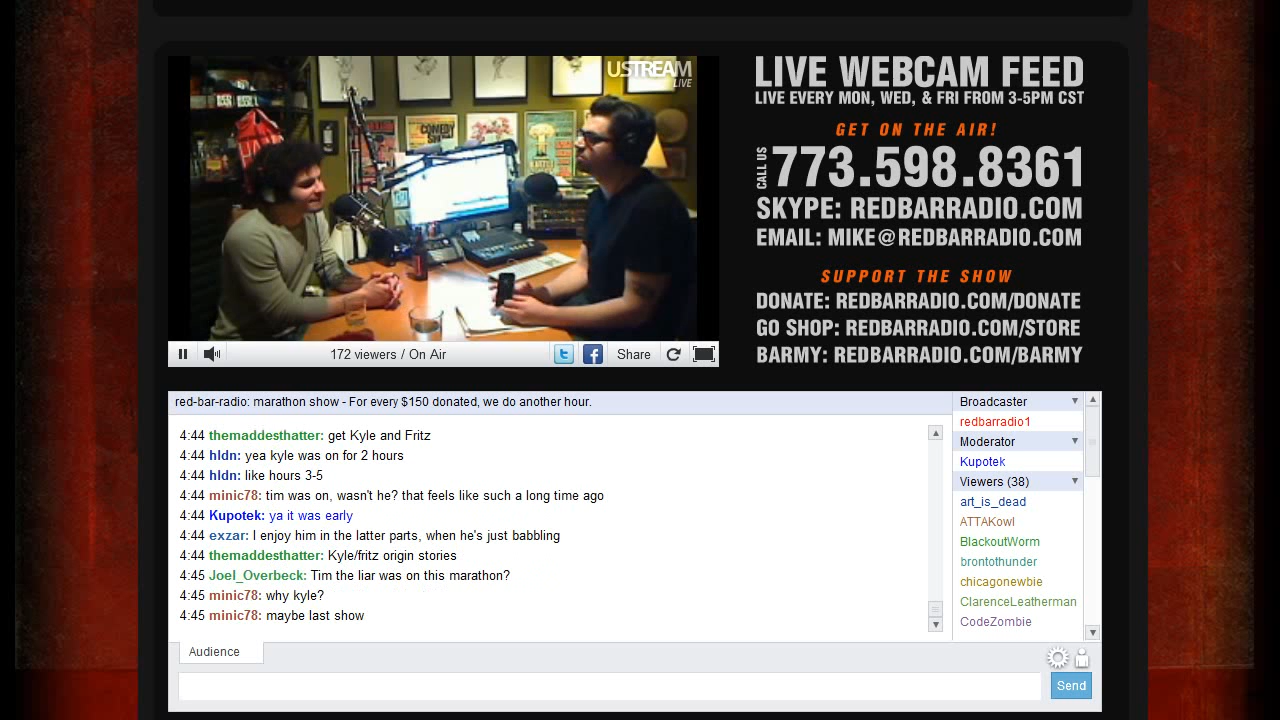 USTREAM
LIVE
COMEDY
172 viewers / On Air
Share
LIVE WEBCAM FEED
LIVE EVERY MON, WED, & FRI FROM 3-5PM CST
GET ON THE AIR!
CALL US 773.598.8361
SKYPE: REDBARRADIO.COM
EMAIL: MIKE@REDBARRADIO.COM
SUPPORT THE SHOW
DONATE: REDBARRADIO.COM/DONATE
GO SHOP: REDBARRADIO.COM/STORE
BARMY: REDBARRADIO.COM/BARMY
red-bar-radio: marathon show - For every $150 donated, we do another hour.
4:44 themaddesthatter: get Kyle and Fritz
4:44 hldn: yea kyle was on for 2 hours
4:44 hldn: like hours 3-5
4:44 minic78: tim was on, wasn't he? that feels like such a long time ago
4:44 Kupotek: ya it was early
4:44 exzar: I enjoy him in the latter parts, when he's just babbling
4:44 themaddesthatter: Kyle/fritz origin stories
4:45 Joel_Overbeck: Tim the liar was on this marathon?
4:45 minic78: why kyle?
4:45 minic78: maybe last show
Broadcaster
redbarradio1
Moderator
Kupotek
Viewers (38)
art_is_dead
ATTAKowl
BlackoutWorm
brontothunder
chicagonewbie
ClarenceLeatherman
CodeZombie
Audience
Send